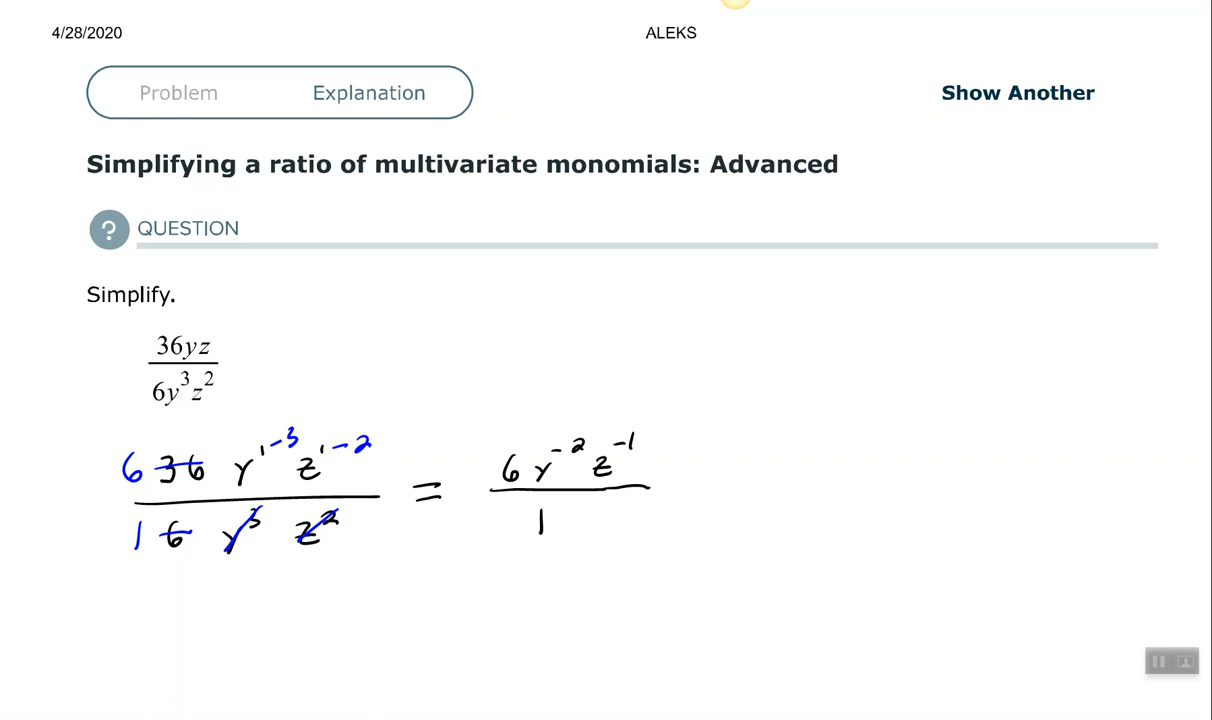 4/28/2020 ALEKS
Problem Explanation Show Another
Simplifying a ratio of multivariate monomials: Advanced
? QUESTION
Simplify.
36yz
6y³z²
6 36 y¹⁻³ z¹⁻² = 6 y⁻² z⁻¹
1 6 y³ z² 1